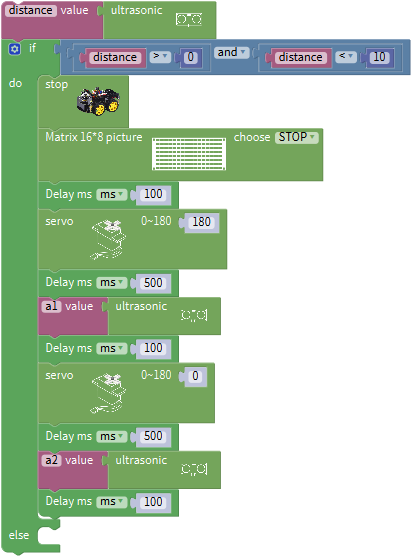 distance value ultrasonic
if distance > 0 and distance < 10
do stop
Matrix 16*8 picture choose STOP
Delay ms ms 100
servo 0~180 180
Delay ms ms 500
a1 value ultrasonic
Delay ms ms 100
servo 0~180 0
Delay ms ms 500
a2 value ultrasonic
Delay ms ms 100
else